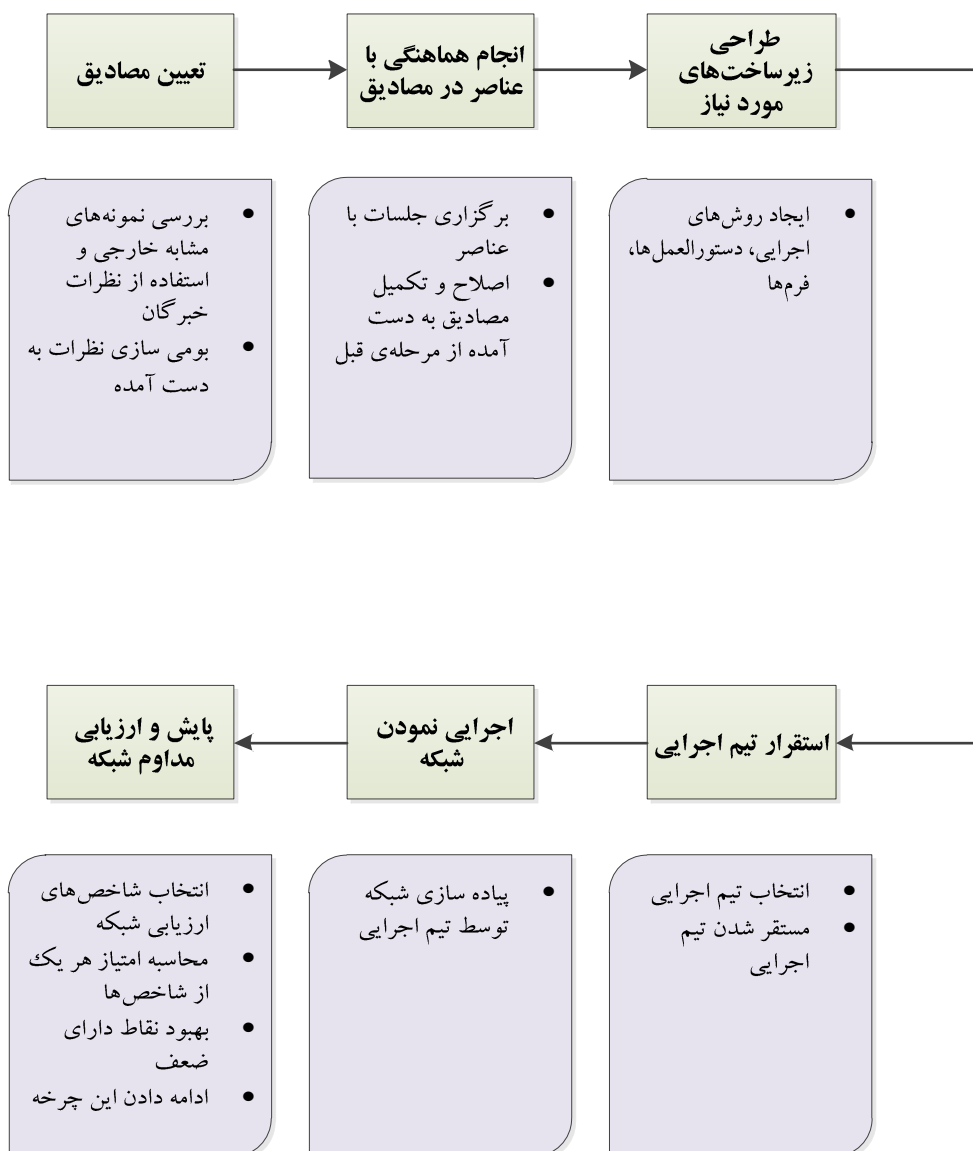 تعیین مصادیق
انجام هماهنگی با
عناصر در مصادیق
طراحی
زیرساخت‌های
مورد نیاز
• بررسی نمونه‌های
مشابه خارجی و
استفاده از نظرات
خبرگان
• بومی سازی نظرات به
دست آمده
• برگزاری جلسات با
عناصر
• اصلاح و تکمیل
مصادیق به دست
آمده از مرحله‌ی قبل
• ایجاد روش‌های
اجرایی، دستورالعمل‌ها،
فرم‌ها
استقرار تیم اجرایی
اجرایی نمودن
شبکه
پایش و ارزیابی
مداوم شبکه
• انتخاب تیم اجرایی
• مستقر شدن تیم
اجرایی
• پیاده سازی شبکه
توسط تیم اجرایی
• انتخاب شاخص‌های
ارزیابی شبکه
• محاسبه امتیاز هر یک
از شاخص‌ها
• بهبود نقاط دارای
ضعف
• ادامه دادن این چرخه